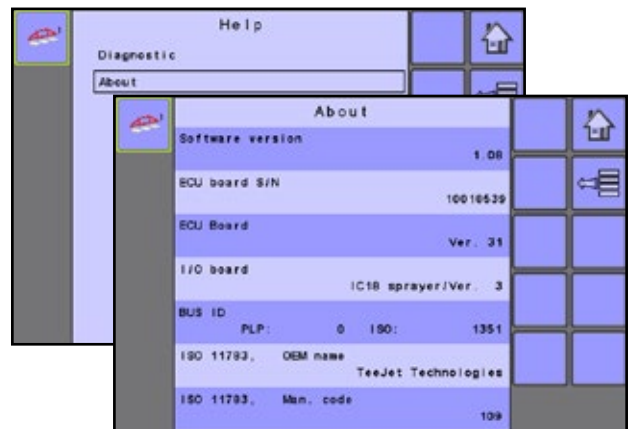 Help
Diagnostic
About
About
Software version
1.08
ECU board S/N
10010539
ECU Board
Ver. 31
I/O board
IC18 sprayer/Ver. 3
BUS ID
PLP: 0 ISO: 1351
ISO 11783, OEM name
TeeJet Technologies
ISO 11783, Man. code
109